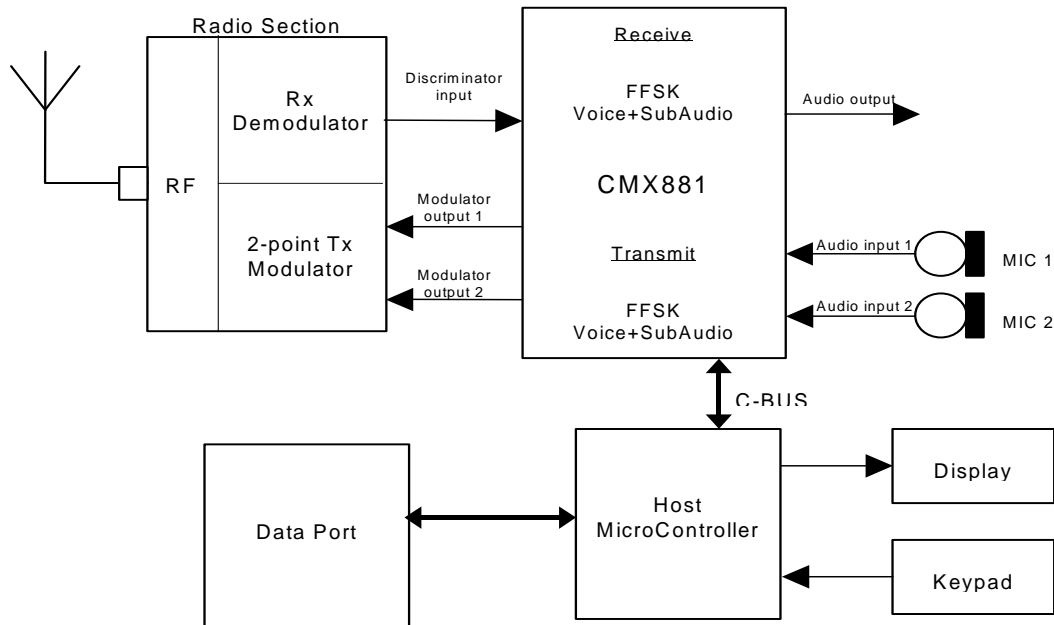 Radio Section
RF
Rx
Demodulator
2-point Tx
Modulator
Discriminator
input
Modulator
output 1
Modulator
output 2
Receive
FFSK
Voice+SubAudio
CMX881
Transmit
FFSK
Voice+SubAudio
Audio output
Audio input 1
MIC 1
Audio input 2
MIC 2
C-BUS
Data Port
Host
MicroController
Display
Keypad